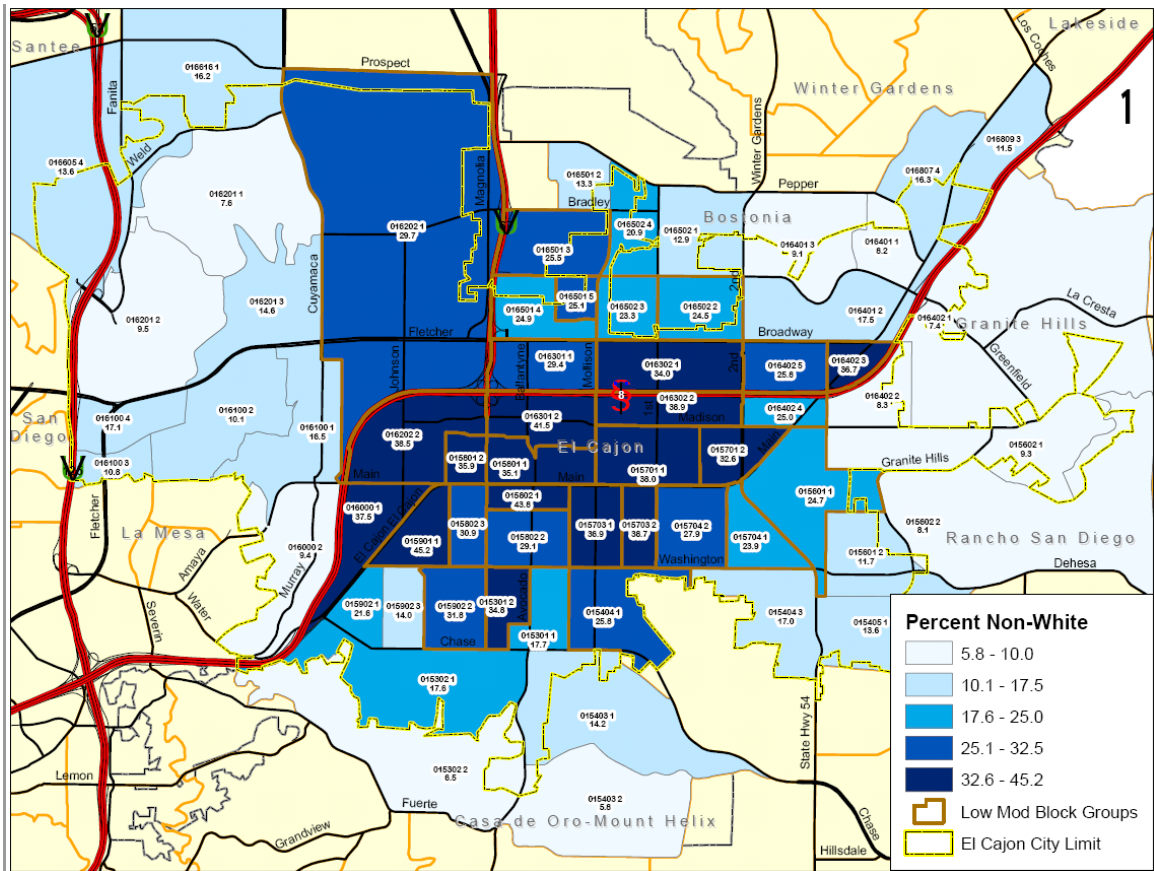 Santee
Lakeside
Los Coches
Prospect
016616 1
16.2
Fanita
Winter Gardens
1
Weld
016605 4
13.6
016809 3
11.5
016501 2
13.3
016807 4
16.3
Winter Gardens
016201 1
7.6
Magnolia
Pepper
Bradley
016202 1
29.7
016502 4
20.9
016502 1
12.9
Bostonia
016401 3
9.1
016401 1
8.2
016501 3
25.5
Cuyamaca
016201 3
14.6
016201 2
9.5
016501 4
24.9
016501 5
25.1
016502 3
23.3
016502 2
24.5
2nd
016401 2
17.5
016402 1
7.4
La Cresta
Granite Hills
Greenfield
Fletcher
Broadway
Johnson
Ballantyne
016301 1
29.4
Mollison
016302 1
34.0
2nd
016402 5
25.8
016402 3
36.7
8
016302 2
38.9
1st
Madison
016402 4
25.0
016402 2
8.3
San
Diego
016100 4
17.1
016100 2
10.1
016100 1
16.5
016202 2
38.5
016301 2
41.5
El Cajon
Main
015701 2
32.6
015602 1
9.3
016100 3
10.8
Main
015801 2
35.9
015801 1
35.1
Main
015701 1
38.0
Granite Hills
016000 1
37.5
El Cajon El Cajon
015802 1
43.8
015601 1
24.7
Fletcher
La Mesa
Amaya
016000 2
9.4
Murray
015901 1
45.2
015802 3
30.9
015802 2
29.1
015703 1
36.9
015703 2
38.7
015704 2
27.9
015704 1
23.9
015602 2
8.1
Rancho San Diego
015601 2
11.7
Washington
Dehesa
Water
Severin
015902 1
21.6
015902 3
14.0
015902 2
31.8
015301 2
34.8
Avocado
015404 1
25.8
015404 3
17.0
015405 1
13.6
Chase
015301 1
17.7
015302 1
17.6
015403 1
14.2
State Hwy 54
015302 2
8.5
Lemon
015403 2
5.8
Fuerte
Casa de Oro-Mount Helix
Grandview
Chase
Hillsdale
Percent Non-White
5.8 - 10.0
10.1 - 17.5
17.6 - 25.0
25.1 - 32.5
32.6 - 45.2
Low Mod Block Groups
El Cajon City Limit